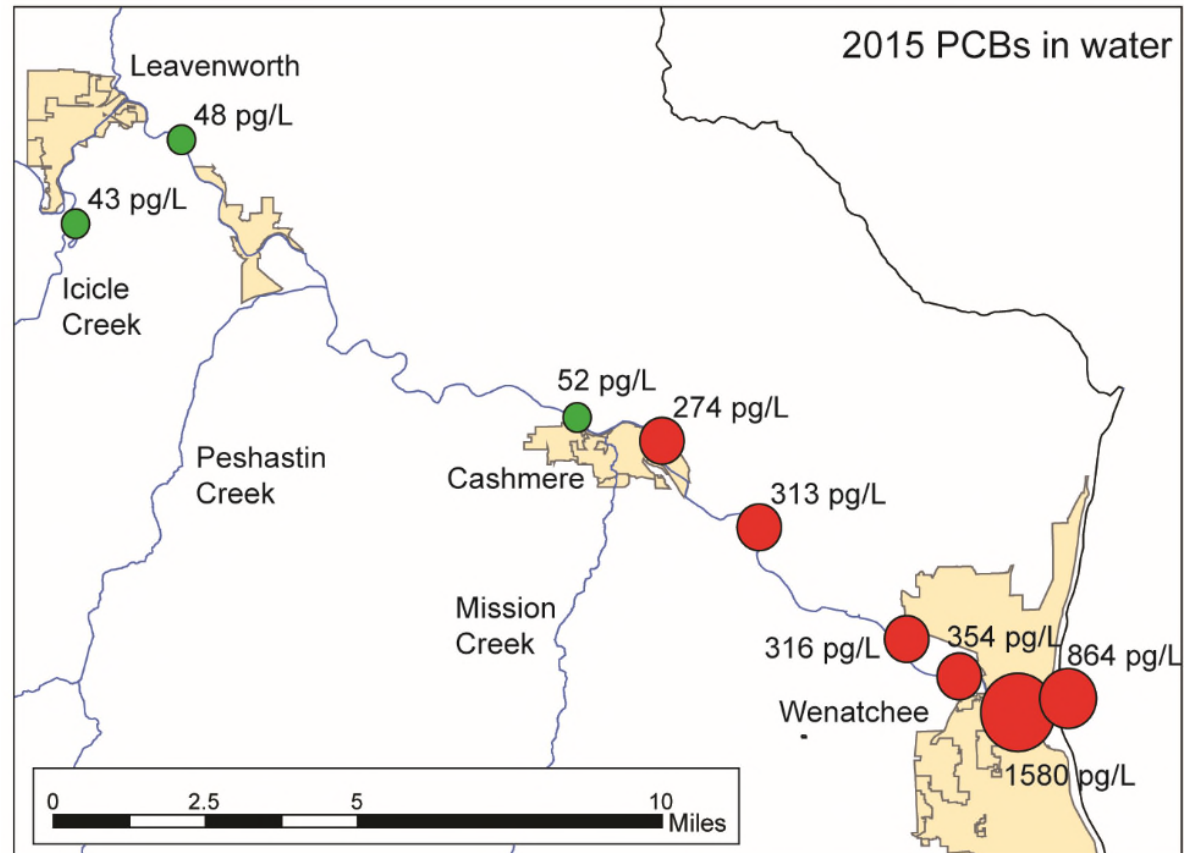 2015 PCBs in water
Leavenworth
48 pg/L
43 pg/L
Icicle
Creek
52 pg/L
274 pg/L
Peshastin
Creek
Cashmere
313 pg/L
Mission
Creek
316 pg/L
354 pg/L
864 pg/L
Wenatchee
1580 pg/L
0 2.5 5 10
Miles